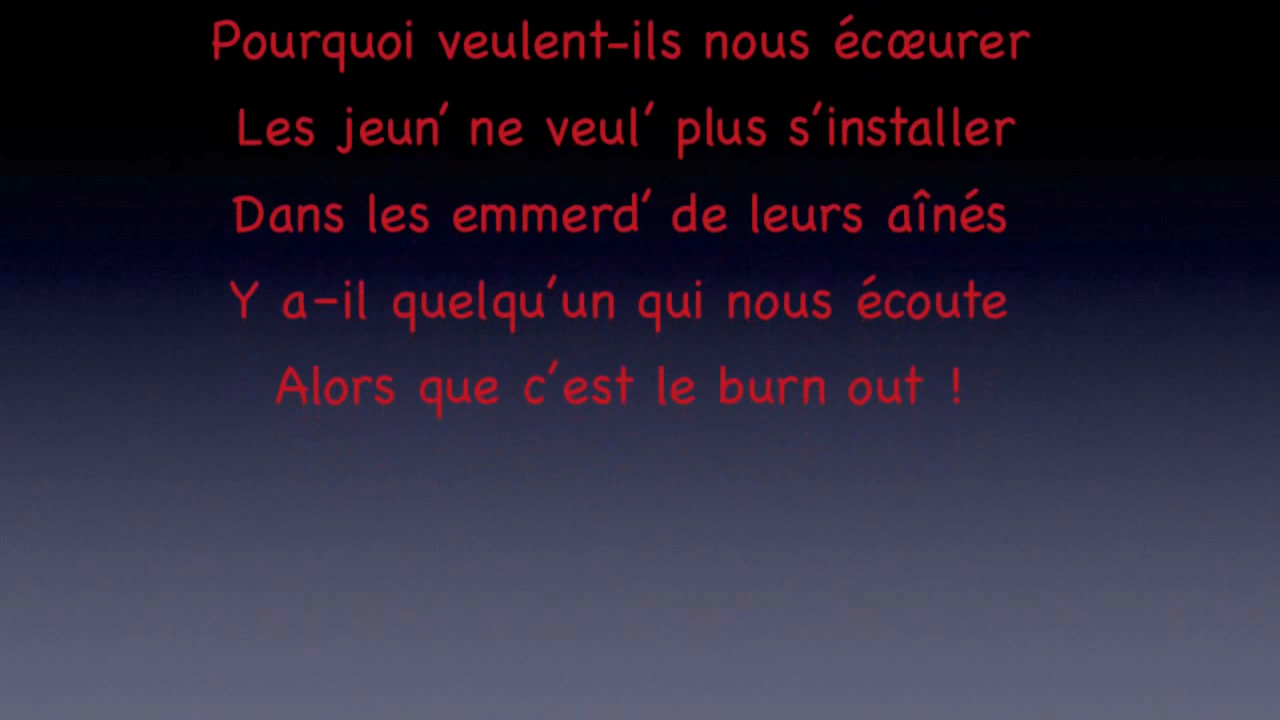 Pourquoi veulent-ils nous écœurer
Les jeun' ne veul' plus s'installer
Dans les emmerd' de leurs aînés
Y a-il quelqu'un qui nous écoute
Alors que c'est le burn out !